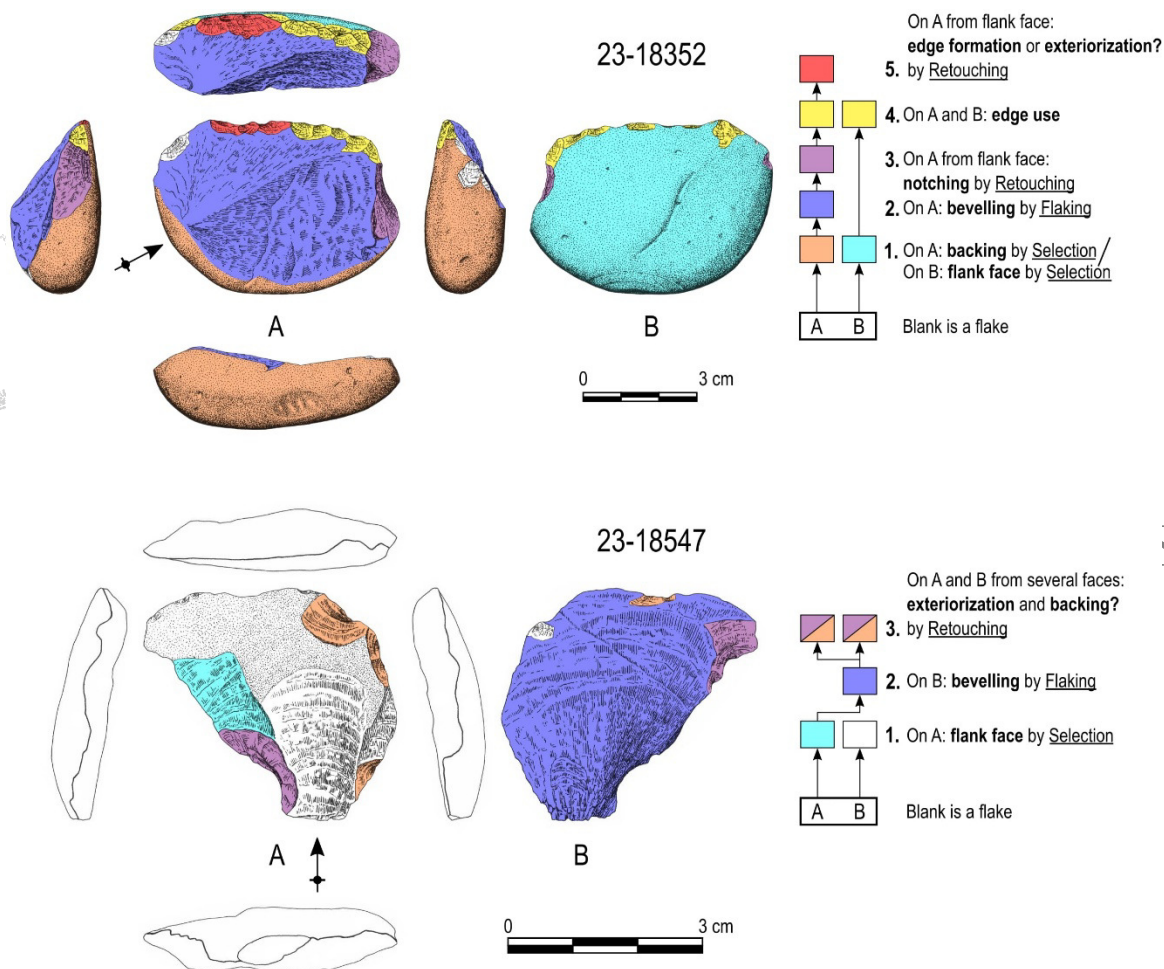 23-18352
On A from flank face:
edge formation or exteriorization?
5. by Retouching
4. On A and B: edge use
3. On A from flank face:
notching by Retouching
2. On A: bevelling by Flaking
1. On A: backing by Selection /
On B: flank face by Selection
A B Blank is a flake
A
B
0 3 cm
23-18547
On A and B from several faces:
exteriorization and backing?
3. by Retouching
2. On B: bevelling by Flaking
1. On A: flank face by Selection
A B Blank is a flake
A
B
0 3 cm